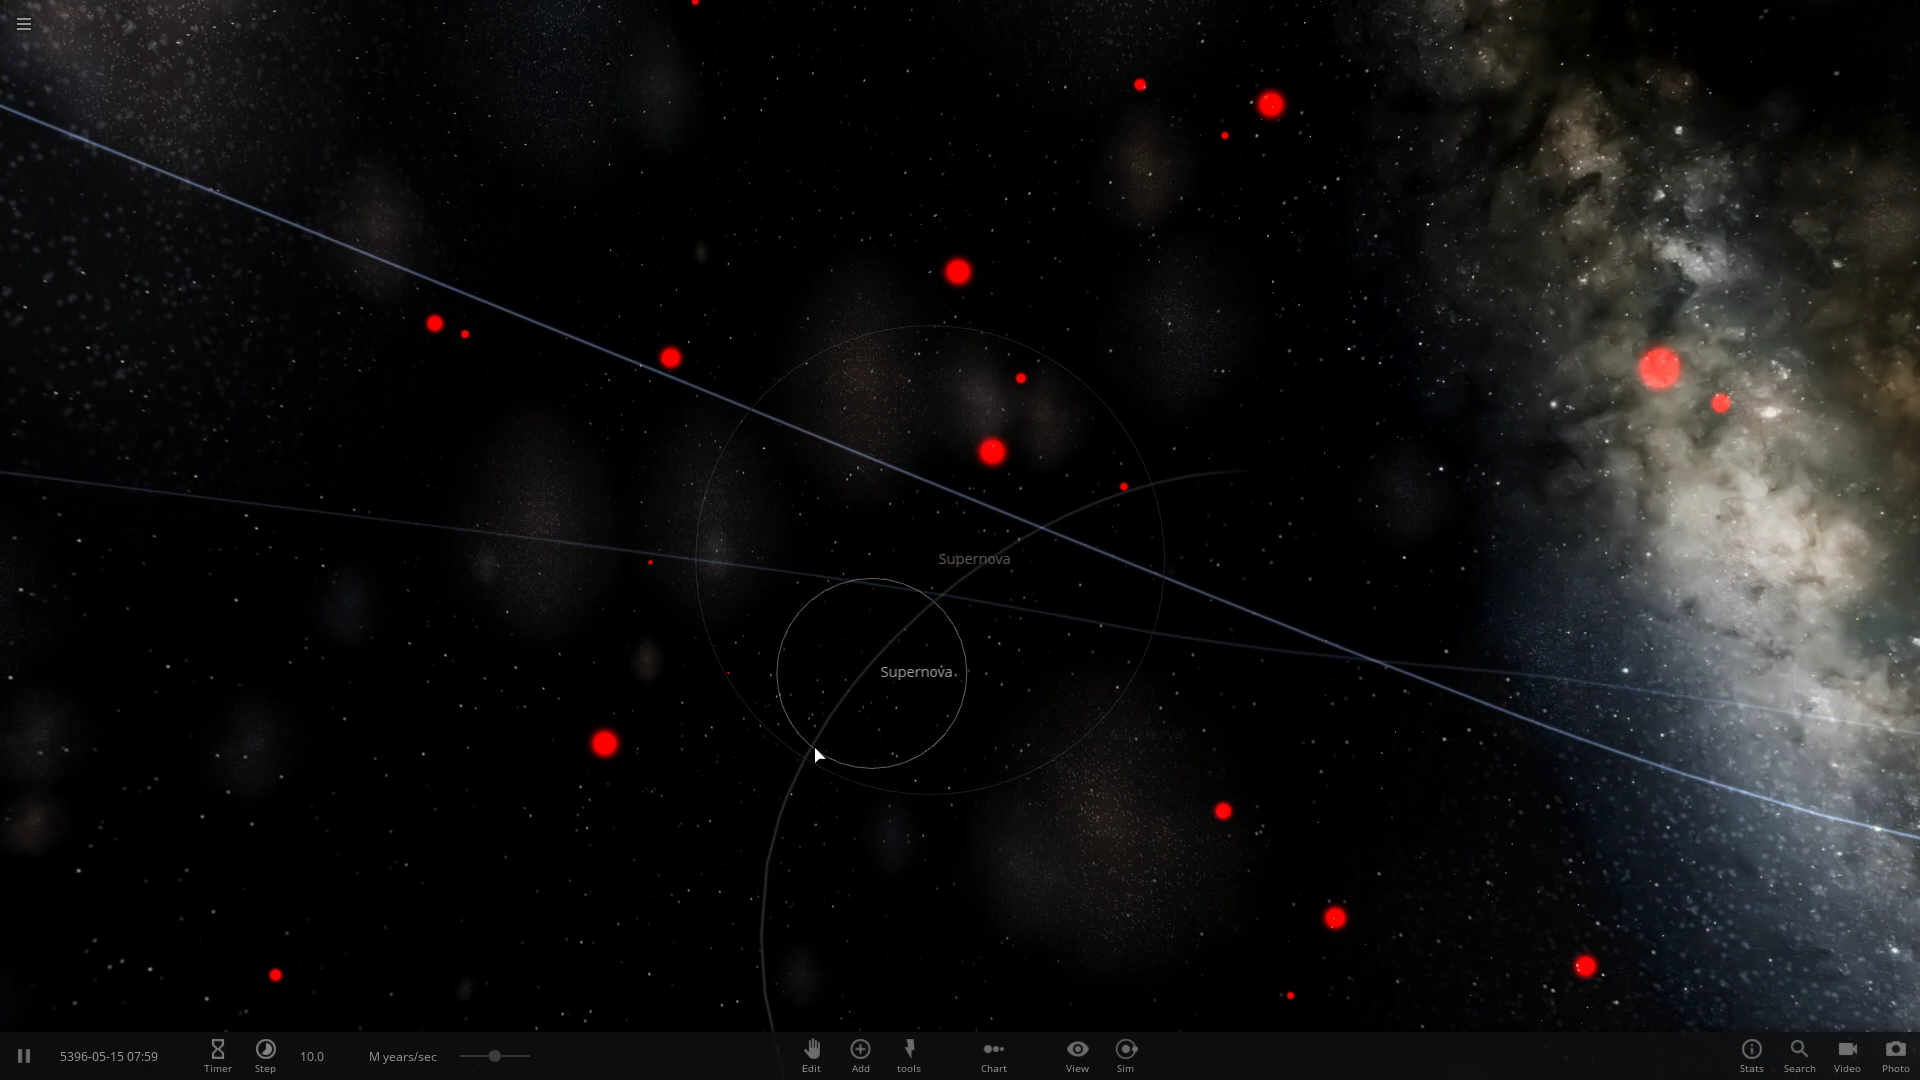 Supernova
Supernova
5396-05-15 07:59
Timer
Step
10.0
M years/sec
Edit
Add
tools
Chart
View
Sim
Stats
Search
Video
Photo